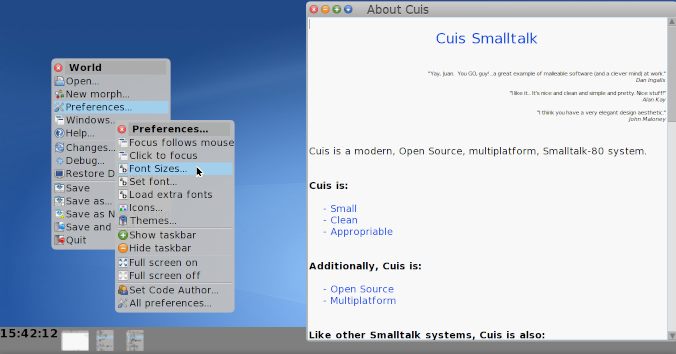 World
Open...
New morph...
Preferences...
Windows...
Help...
Changes...
Debug...
Restore D
Save
Save as...
Save as N
Save and
Quit
Preferences...
Focus follows mouse
Click to focus
Font Sizes...
Set font...
Load extra fonts
Icons...
Themes...
Show taskbar
Hide taskbar
Full screen on
Full screen off
Set Code Author...
All preferences...
15:42:12
About Cuis
Cuis Smalltalk
"Yay, Juan. You GO, guy!...a great example of malleable software (and a clever mind) at work."
Dan Ingalls
"I like it.. It's nice and clean and simple and pretty. Nice stuff!"
Alan Kay
"I think you have a very elegant design aesthetic."
John Maloney
Cuis is a modern, Open Source, multiplatform, Smalltalk-80 system.
Cuis is:
- Small
- Clean
- Appropriable
Additionally, Cuis is:
- Open Source
- Multiplatform
Like other Smalltalk systems, Cuis is also: